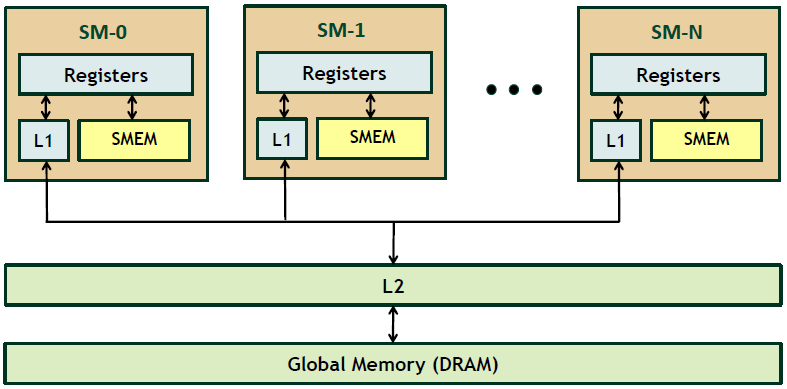 SM-0
Registers
L1
SMEM
SM-1
Registers
L1
SMEM
SM-N
Registers
L1
SMEM
L2
Global Memory (DRAM)